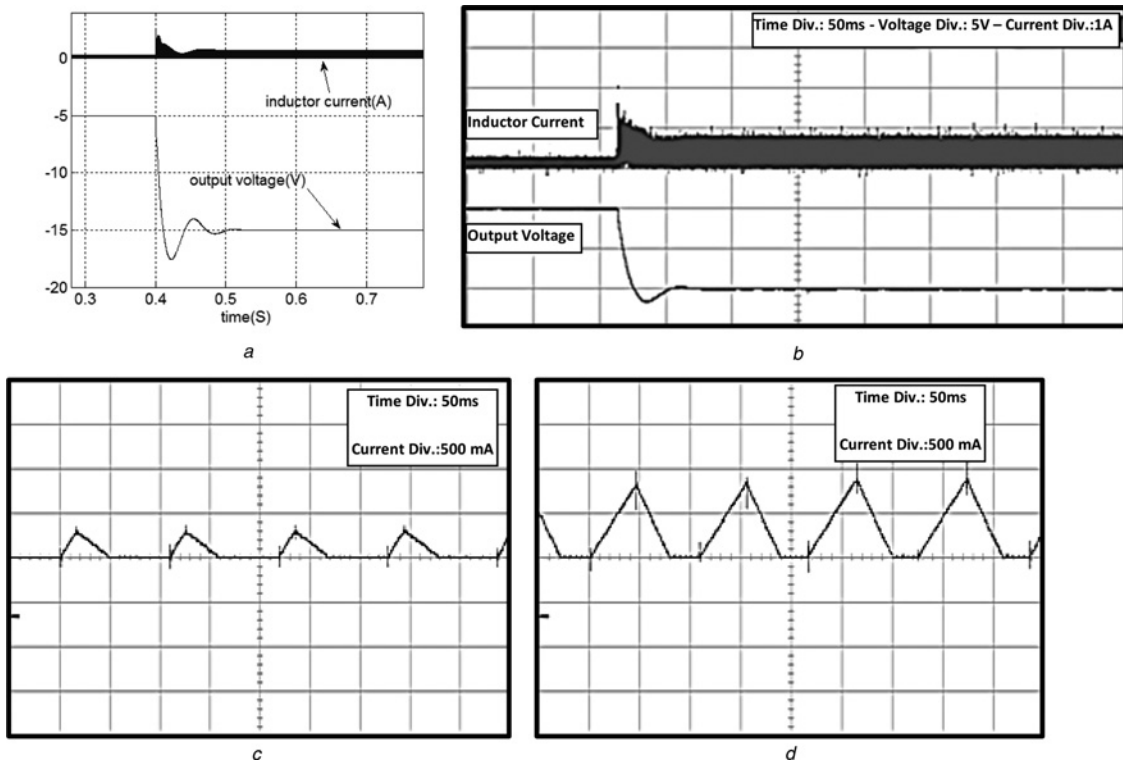 0
-5
-10
-15
-20
0.3 0.4 0.5 0.6 0.7
time(S)
inductor current(A)
output voltage(V)
a
Time Div.: 50ms - Voltage Div.: 5V – Current Div.:1A
Inductor Current
Output Voltage
b
Time Div.: 50ms
Current Div.:500 mA
c
Time Div.: 50ms
Current Div.:500 mA
d